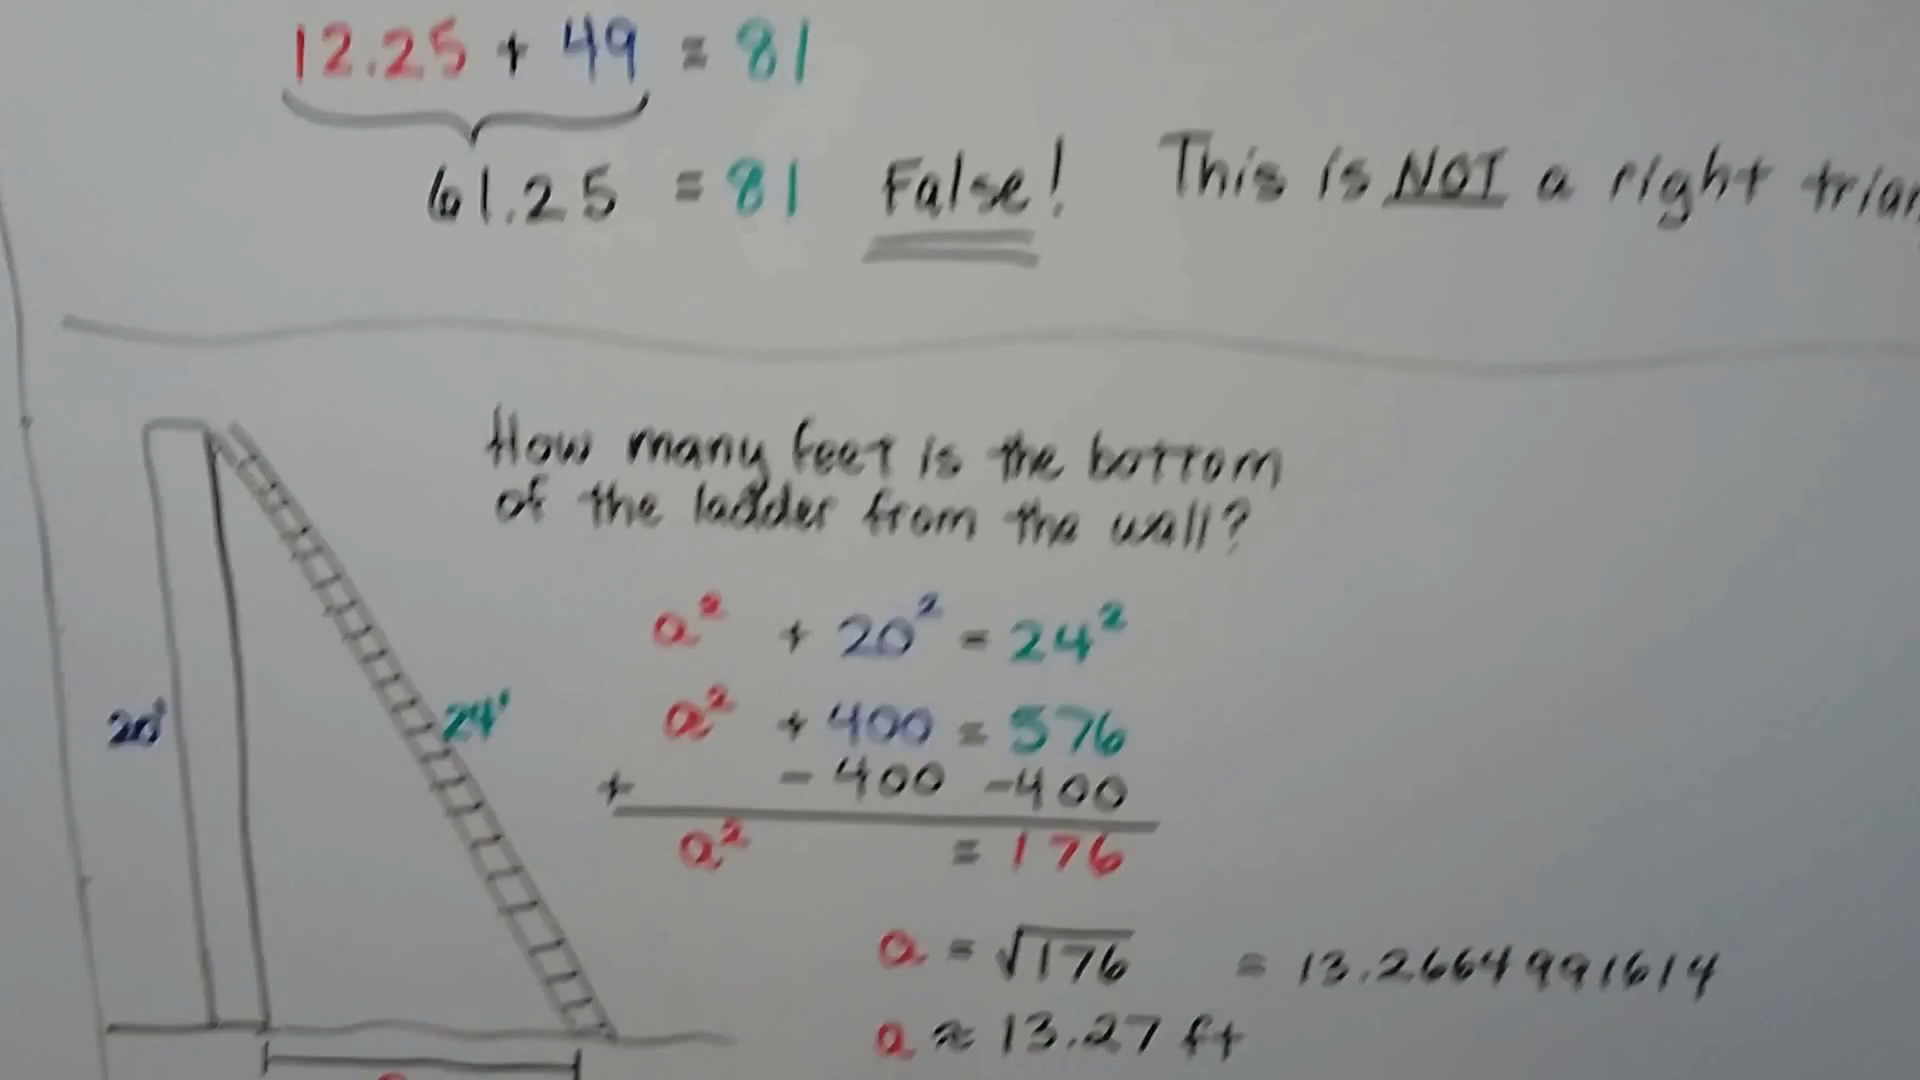 12.25 + 49 = 81
61.25 = 81 False! This is NOT a right
How many feet is the bottom
of the ladder from the wall?
a² + 20² = 24²
a² + 400 = 576
+ - 400 -400
a² = 176
20'
24'
a = √176 = 13.2664991614
a ≈ 13.27 ft